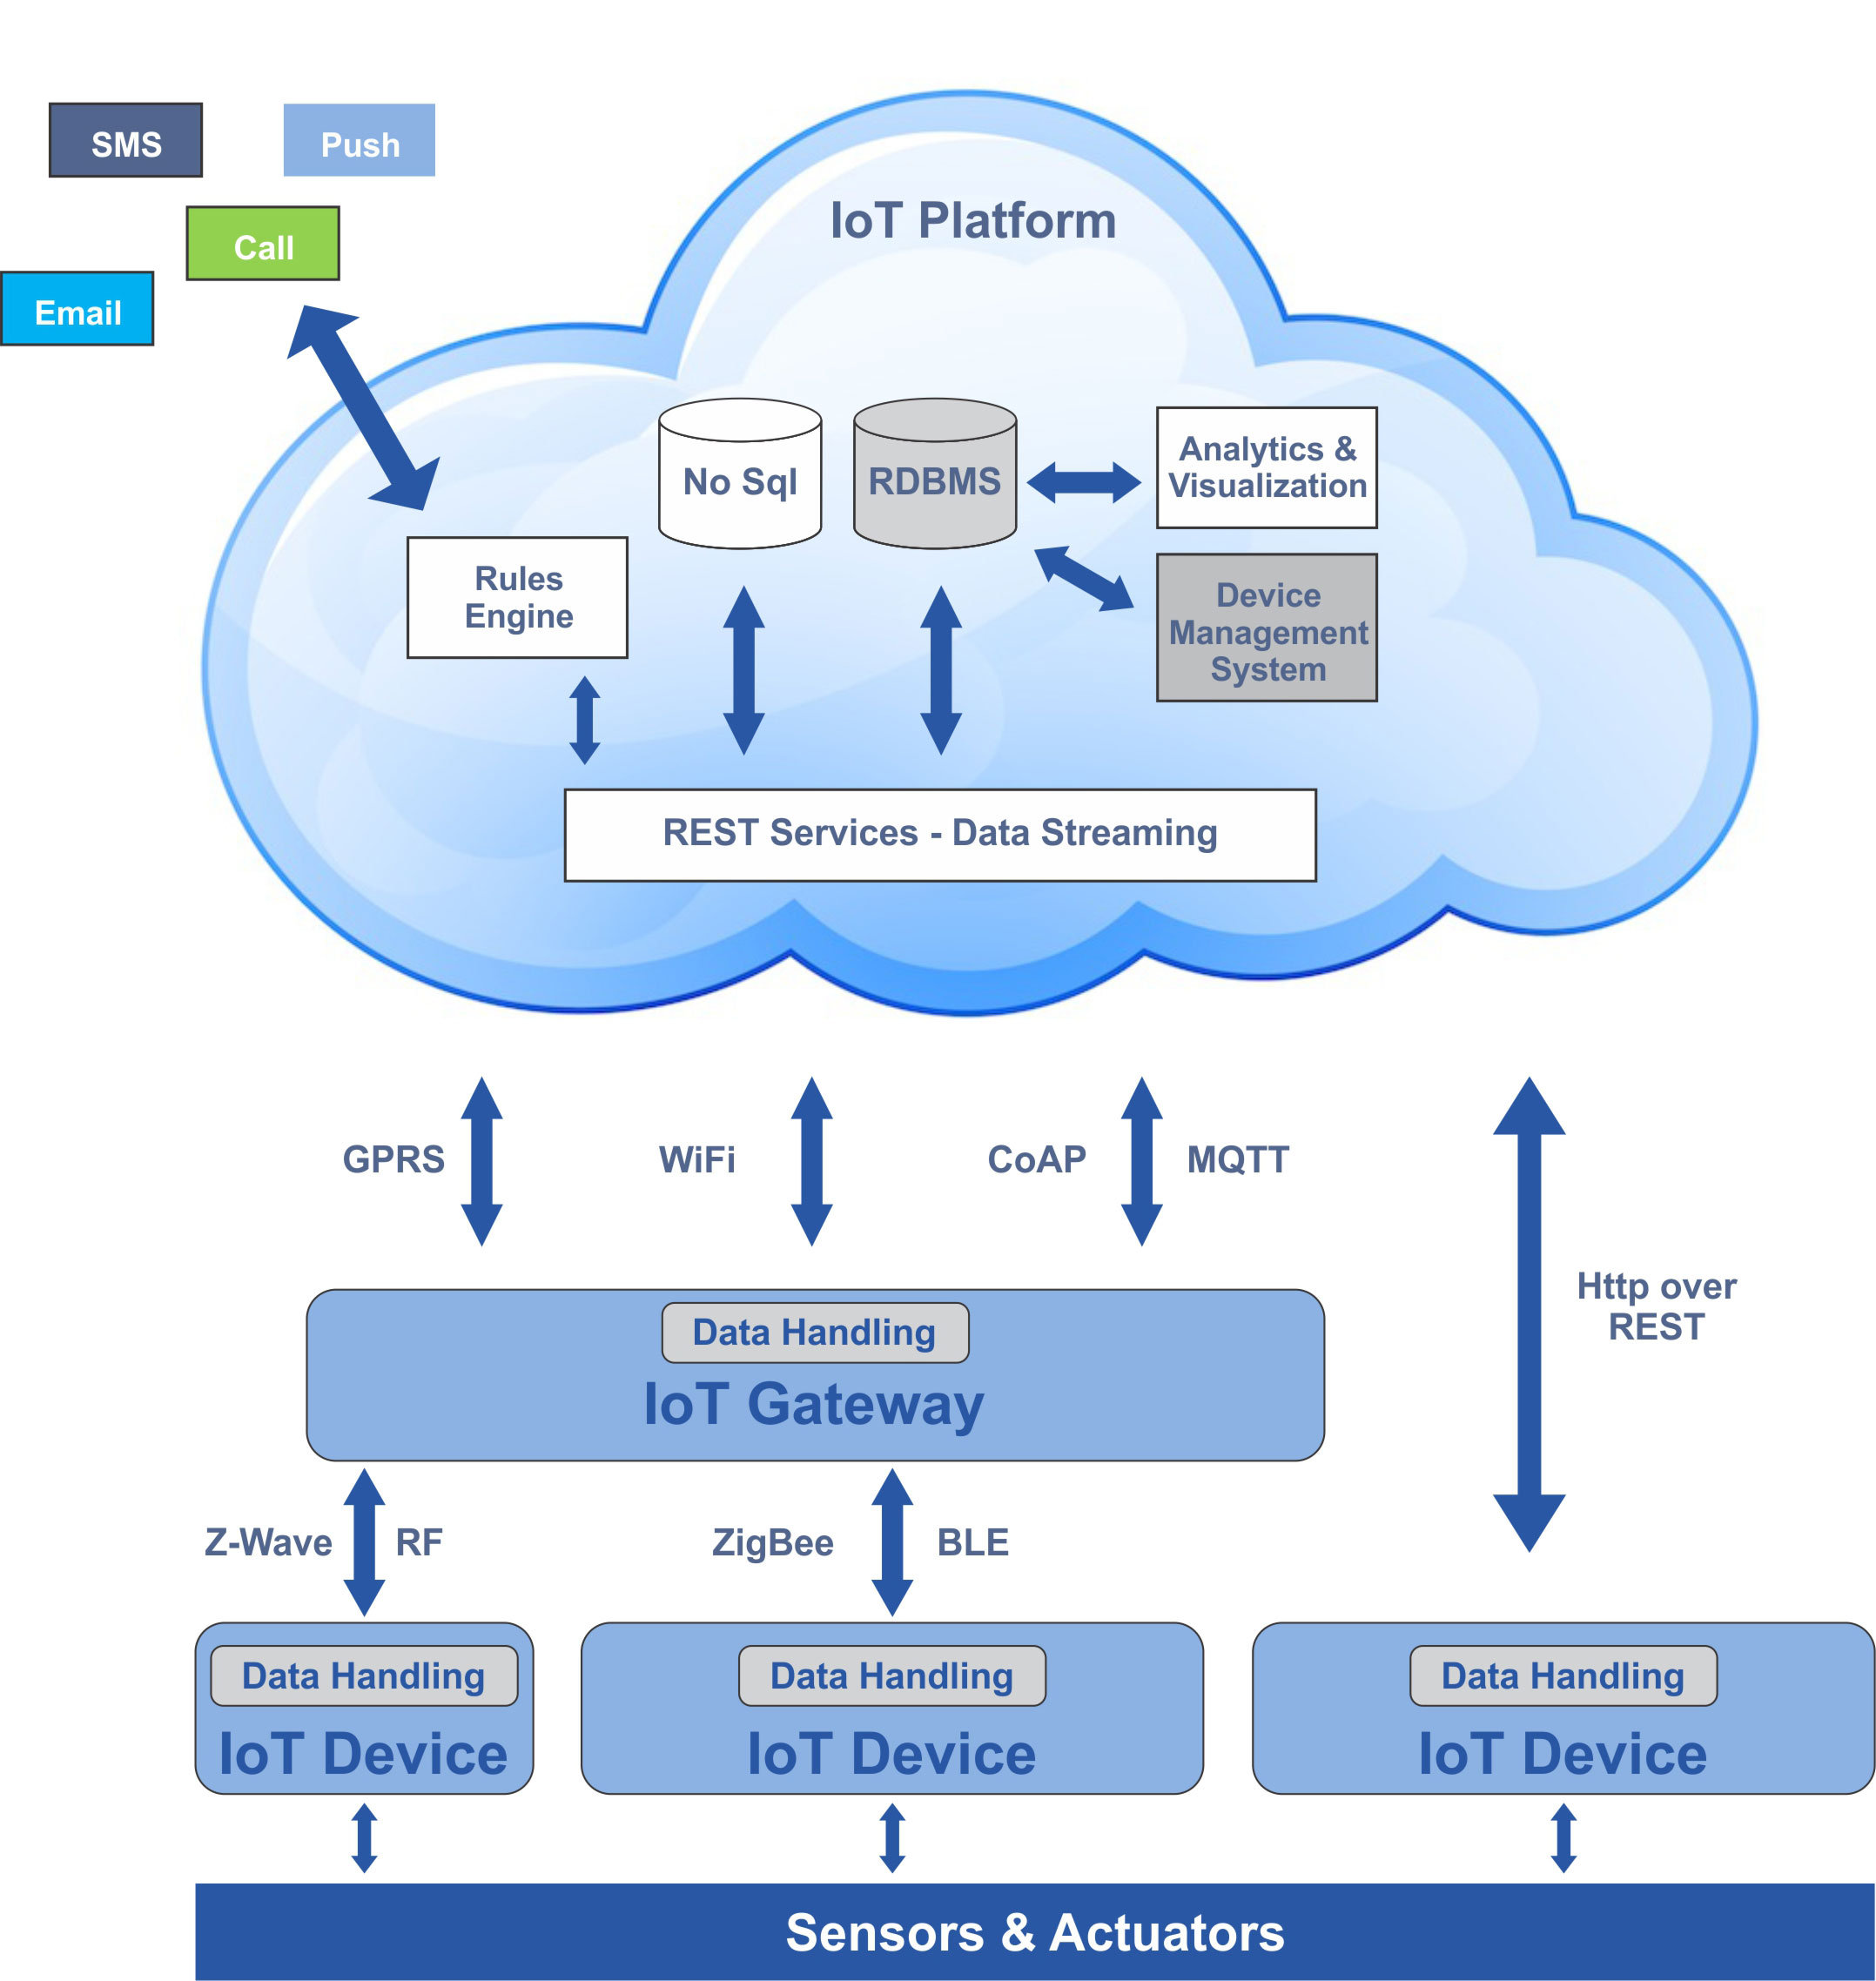 SMS
Push
Call
Email
IoT Platform
No Sql
RDBMS
Analytics &
Visualization
Rules
Engine
Device
Management
System
REST Services - Data Streaming
GPRS
WiFi
CoAP
MQTT
Http over
REST
Data Handling
IoT Gateway
Z-Wave
RF
ZigBee
BLE
Data Handling
IoT Device
Data Handling
IoT Device
Data Handling
IoT Device
Sensors & Actuators